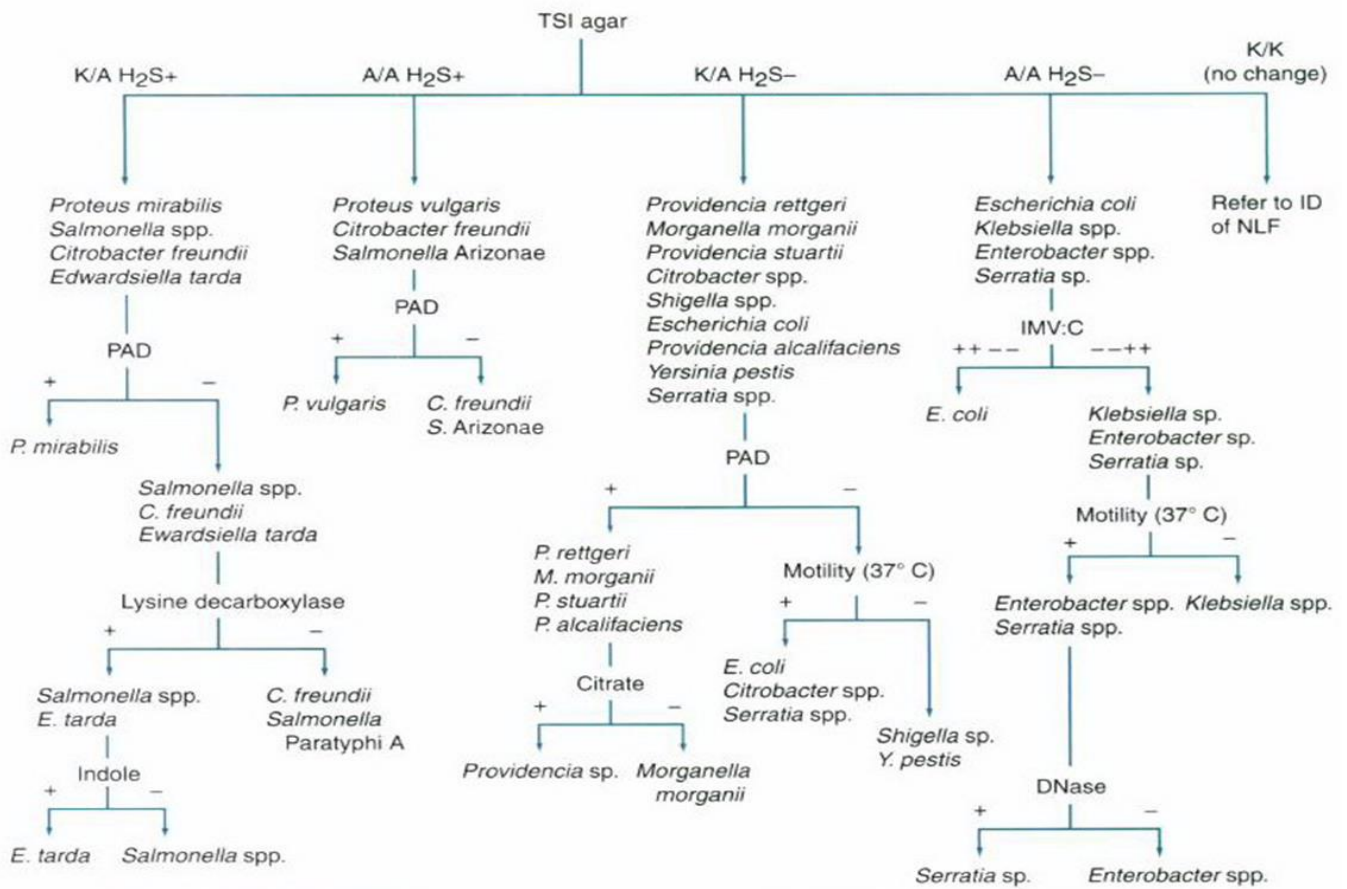 TSI agar
K/A H2S+
A/A H2S+
K/A H2S–
A/A H2S–
K/K
(no change)
Proteus mirabilis
Salmonella spp.
Citrobacter freundii
Edwardsiella tarda
PAD
+
–
P. mirabilis
Salmonella spp.
C. freundii
Ewardsiella tarda
Lysine decarboxylase
+
–
Salmonella spp.
E. tarda
C. freundii
Salmonella
Paratyphi A
Indole
+
–
E. tarda
Salmonella spp.
Proteus vulgaris
Citrobacter freundii
Salmonella Arizonae
PAD
+
–
P. vulgaris
C. freundii
S. Arizonae
Providencia rettgeri
Morganella morganii
Providencia stuartii
Citrobacter spp.
Shigella spp.
Escherichia coli
Providencia alcalifaciens
Yersinia pestis
Serratia spp.
PAD
+
–
P. rettgeri
M. morganii
P. stuartii
P. alcalifaciens
Citrate
+
–
Providencia sp.
Morganella
morganii
Motility (37° C)
+
–
E. coli
Citrobacter spp.
Serratia spp.
Shigella sp.
Y. pestis
Escherichia coli
Klebsiella spp.
Enterobacter spp.
Serratia sp.
IMV:C
++ – –
– – ++
E. coli
Klebsiella sp.
Enterobacter sp.
Serratia sp.
Motility (37° C)
+
–
Enterobacter spp.
Serratia spp.
Klebsiella spp.
DNase
+
–
Serratia sp.
Enterobacter spp.
Refer to ID
of NLF